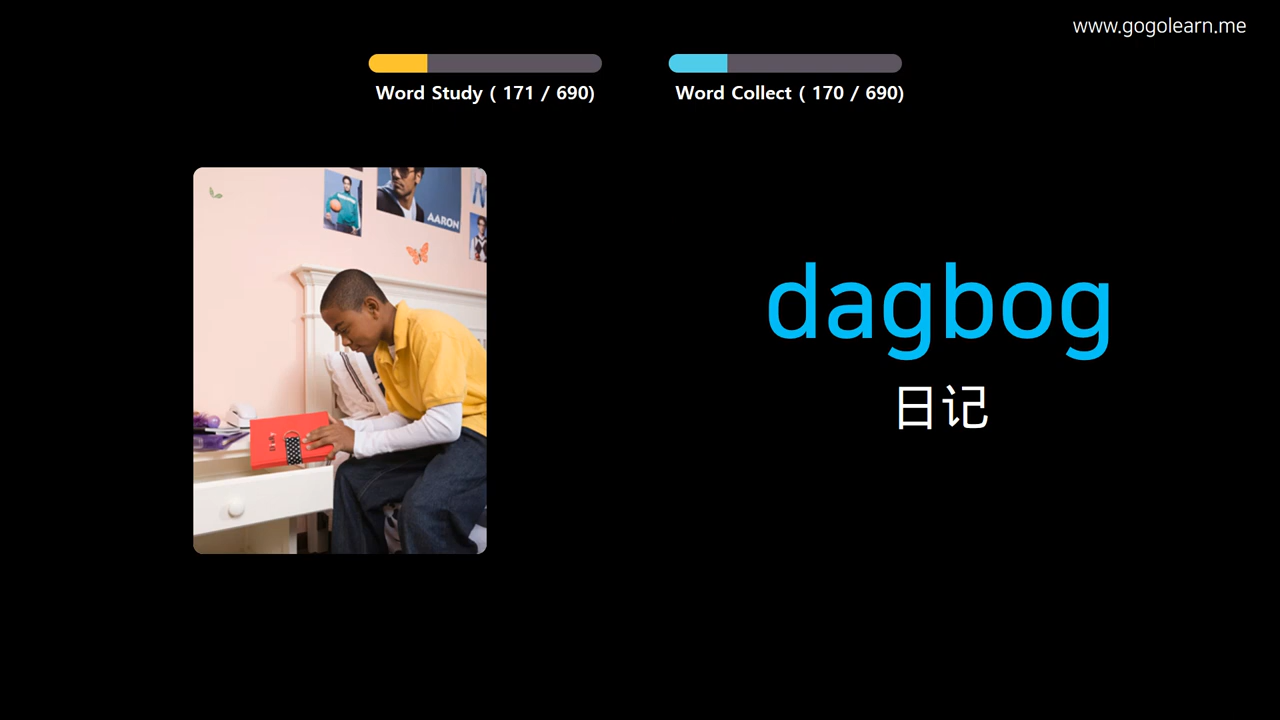 www.gogolearn.me
Word Study ( 171 / 690)
Word Collect ( 170 / 690)
AARON
dagbog
日记